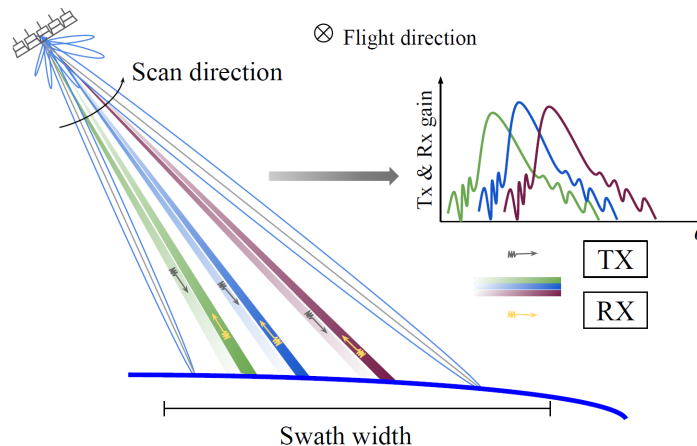 Flight direction
Scan direction
Tx & Rx gain
TX
RX
Swath width